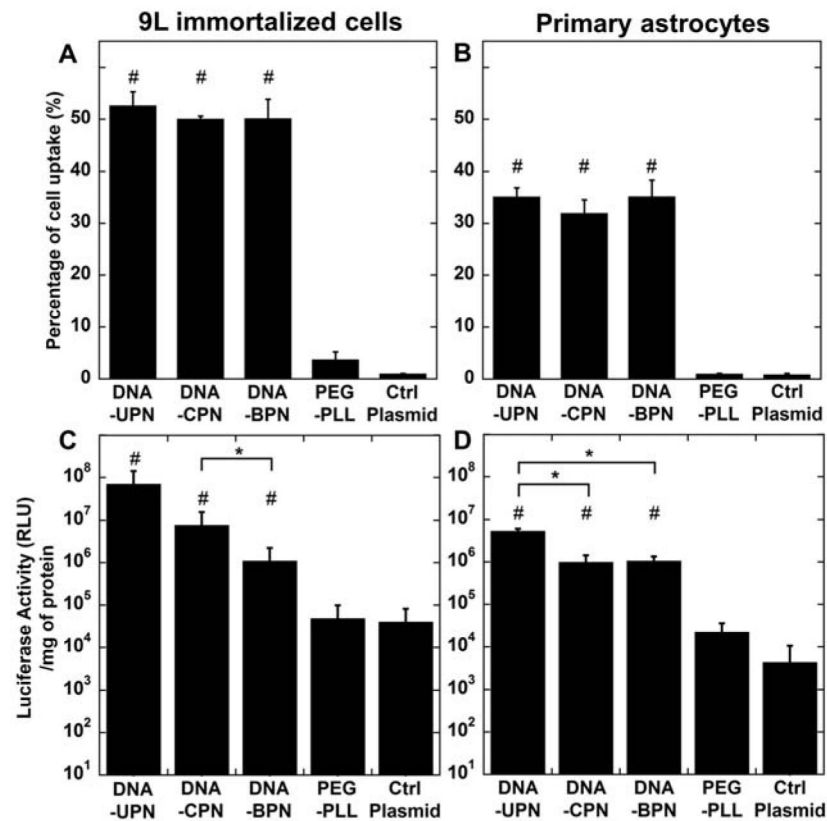 9L immortalized cells
Primary astrocytes
A
B
Percentage of cell uptake (%)
# # #
# # #
50
40
30
20
10
0
50
40
30
20
10
0
DNA DNA DNA PEG Ctrl
-UPN -CPN -BPN -PLL Plasmid
DNA DNA DNA PEG Ctrl
-UPN -CPN -BPN -PLL Plasmid
C
D
Luciferase Activity (RLU)
/mg of protein
*
# # #
*
*
# # #
10⁸
10⁷
10⁶
10⁵
10⁴
10³
10²
10¹
10⁸
10⁷
10⁶
10⁵
10⁴
10³
10²
10¹
DNA DNA DNA PEG Ctrl
-UPN -CPN -BPN -PLL Plasmid
DNA DNA DNA PEG Ctrl
-UPN -CPN -BPN -PLL Plasmid